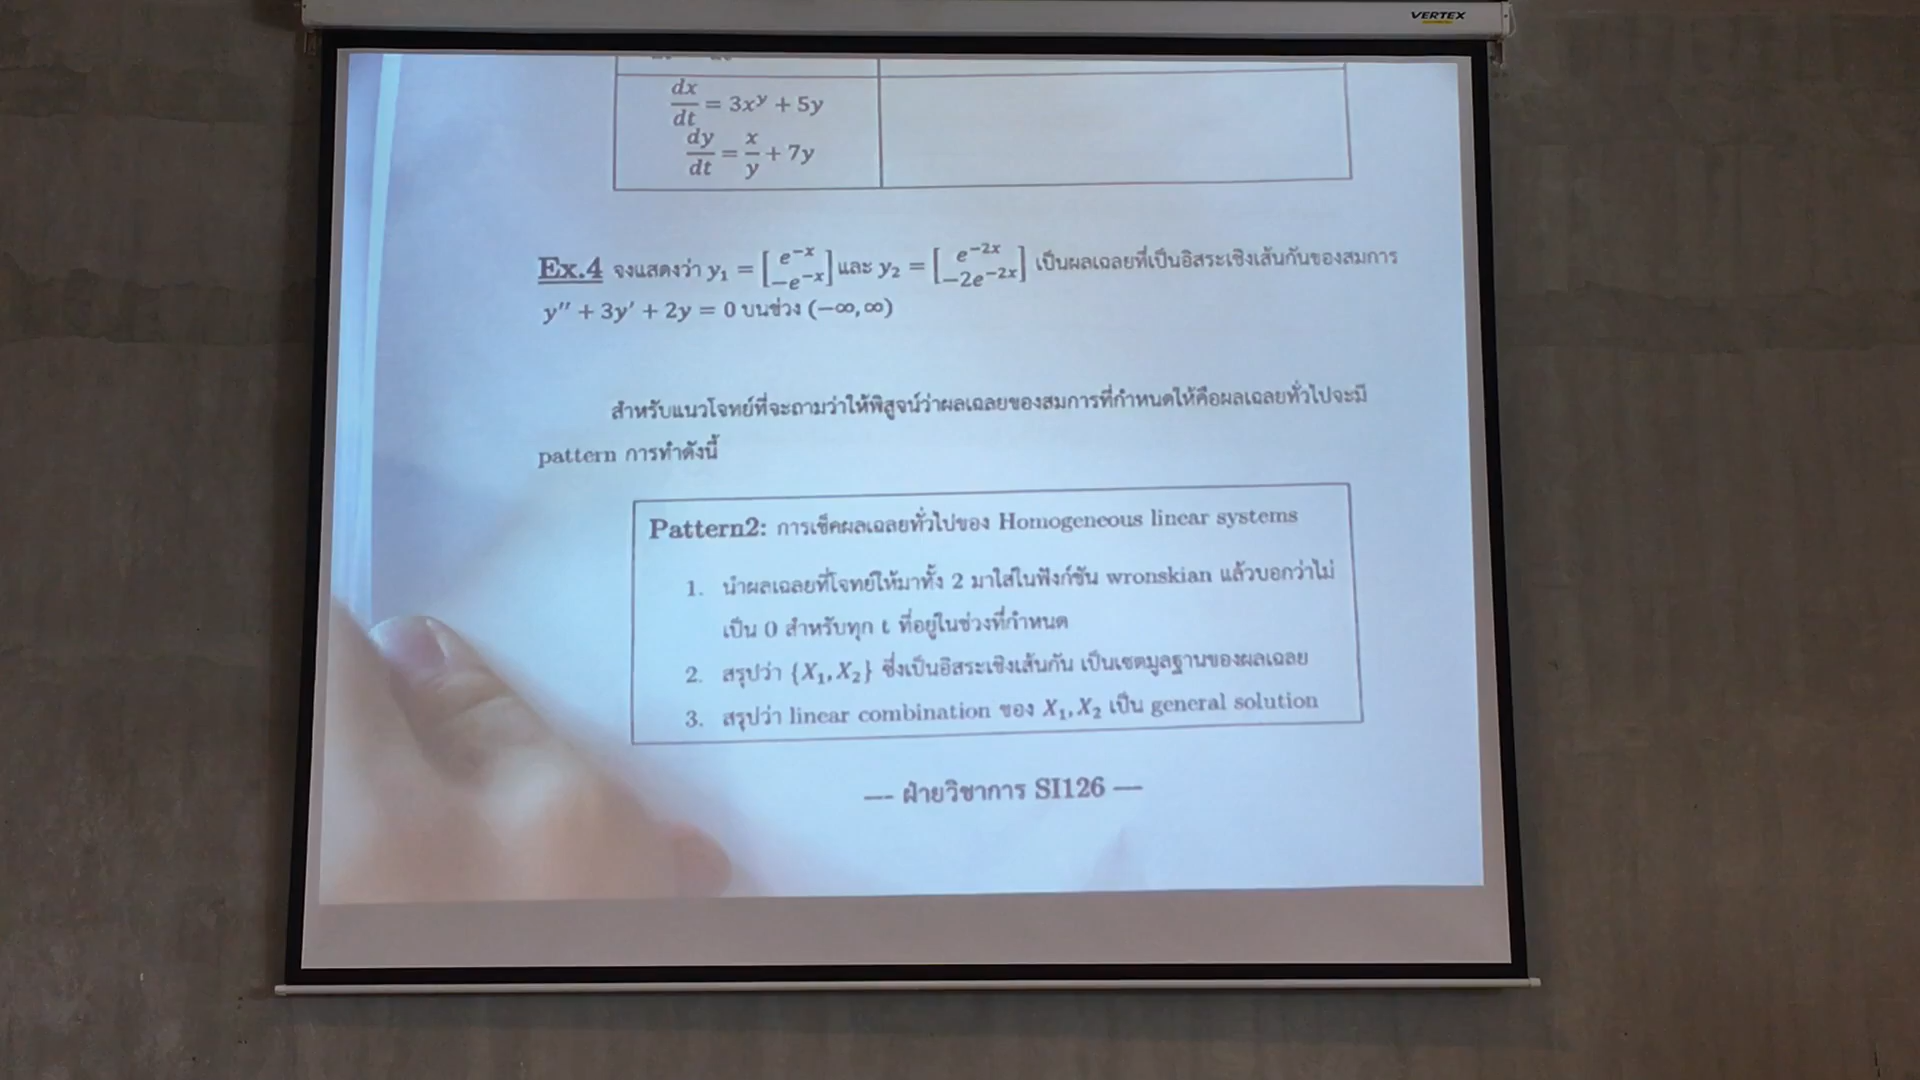 VERTEX
dx/dt = 3x^y + 5y
dy/dt = x/y + 7y
Ex.4 จงแสดงว่า y₁ = [e^{-x} / -e^{-x}] และ y₂ = [e^{-2x} / -2e^{-2x}] เป็นผลเฉลยที่เป็นอิสระเชิงเส้นกันของสมการ
y'' + 3y' + 2y = 0 บนช่วง (−∞, ∞)
สำหรับแนวโจทย์ที่จะถามว่าให้พิสูจน์ว่าผลเฉลยของสมการที่กำหนดให้คือผลเฉลยทั่วไปจะมี
pattern การทำดังนี้
Pattern2: การเช็คผลเฉลยทั่วไปของ Homogeneous linear systems
1. นำผลเฉลยที่โจทย์ให้มาทั้ง 2 มาใส่ในฟังก์ชัน wronskian แล้วบอกว่าไม่
เป็น 0 สำหรับทุก t ที่อยู่ในช่วงที่กำหนด
2. สรุปว่า {X₁, X₂} ซึ่งเป็นอิสระเชิงเส้นกัน เป็นเซตมูลฐานของผลเฉลย
3. สรุปว่า linear combination ของ X₁, X₂ เป็น general solution
— ฝ่ายวิชาการ SI126 —